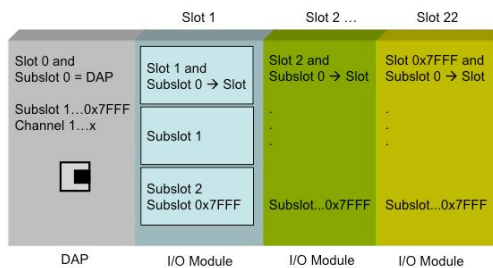 Slot 1
Slot 2 ...
Slot 22
Slot 0 and
Subslot 0 = DAP
Subslot 1...0x7FFF
Channel 1...x
Slot 1 and
Subslot 0 → Slot
Subslot 1
Subslot 2
Subslot 0x7FFF
Slot 2 and
Subslot 0 → Slot
.
.
.
Subslot...0x7FFF
Slot 0x7FFF and
Subslot 0 → Slot
.
.
.
Subslot...0x7FFF
DAP
I/O Module
I/O Module
I/O Module